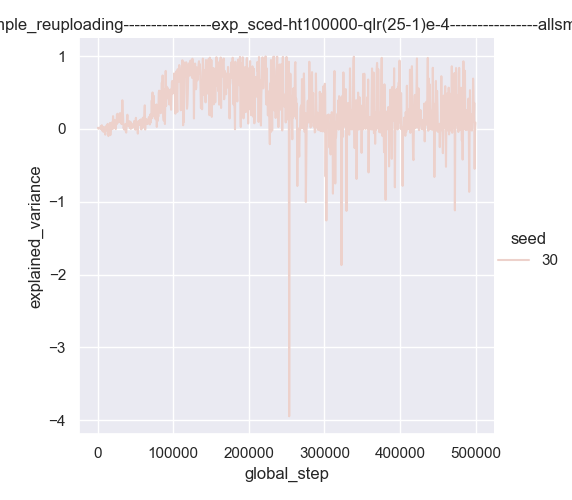 mple_reuploading----------------exp_sced-ht100000-qlr(25-1)e-4----------------allsm
1
0
−1
−2
−3
−4
explained_variance
0 100000 200000 300000 400000 500000
global_step
seed
30